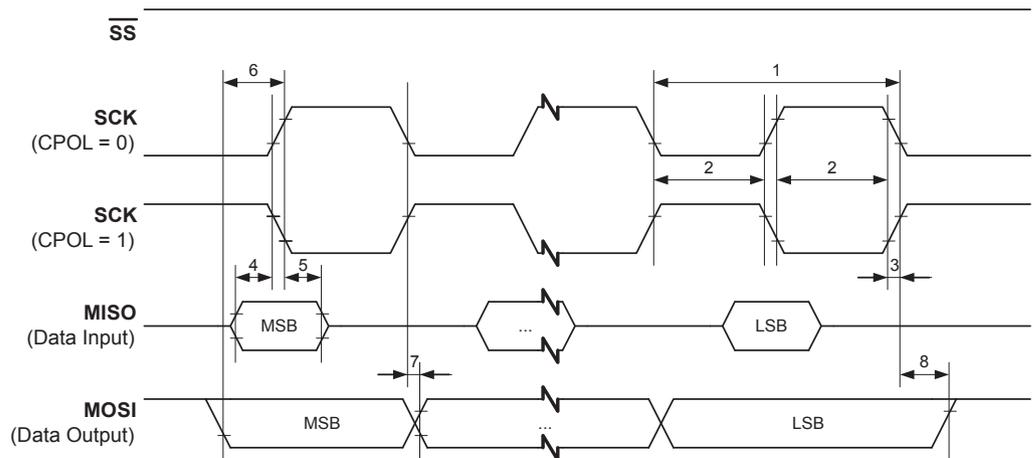 SS
6
1
SCK
(CPOL = 0)
2
2
SCK
(CPOL = 1)
4
5
3
MISO
(Data Input)
MSB
...
LSB
7
8
MOSI
(Data Output)
MSB
...
LSB